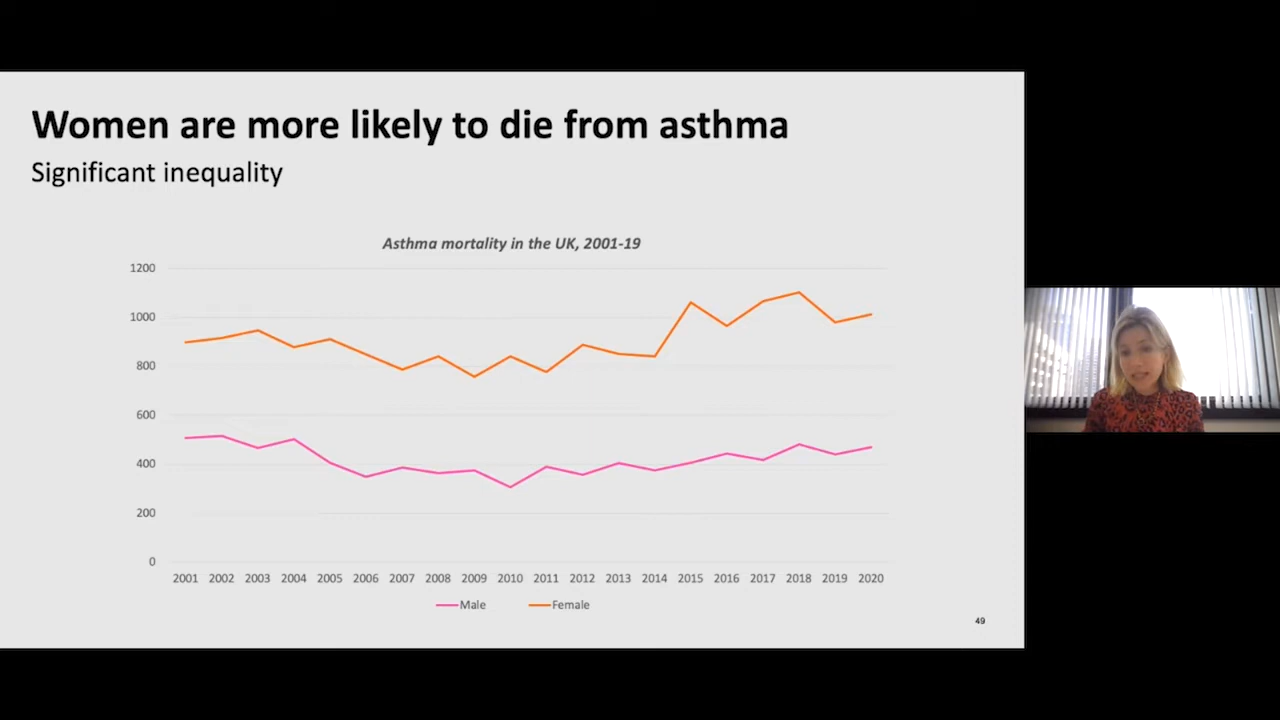 Women are more likely to die from asthma
Significant inequality
Asthma mortality in the UK, 2001-19
1200
1000
800
600
400
200
0
2001 2002 2003 2004 2005 2006 2007 2008 2009 2010 2011 2012 2013 2014 2015 2016 2017 2018 2019 2020
Male Female
49